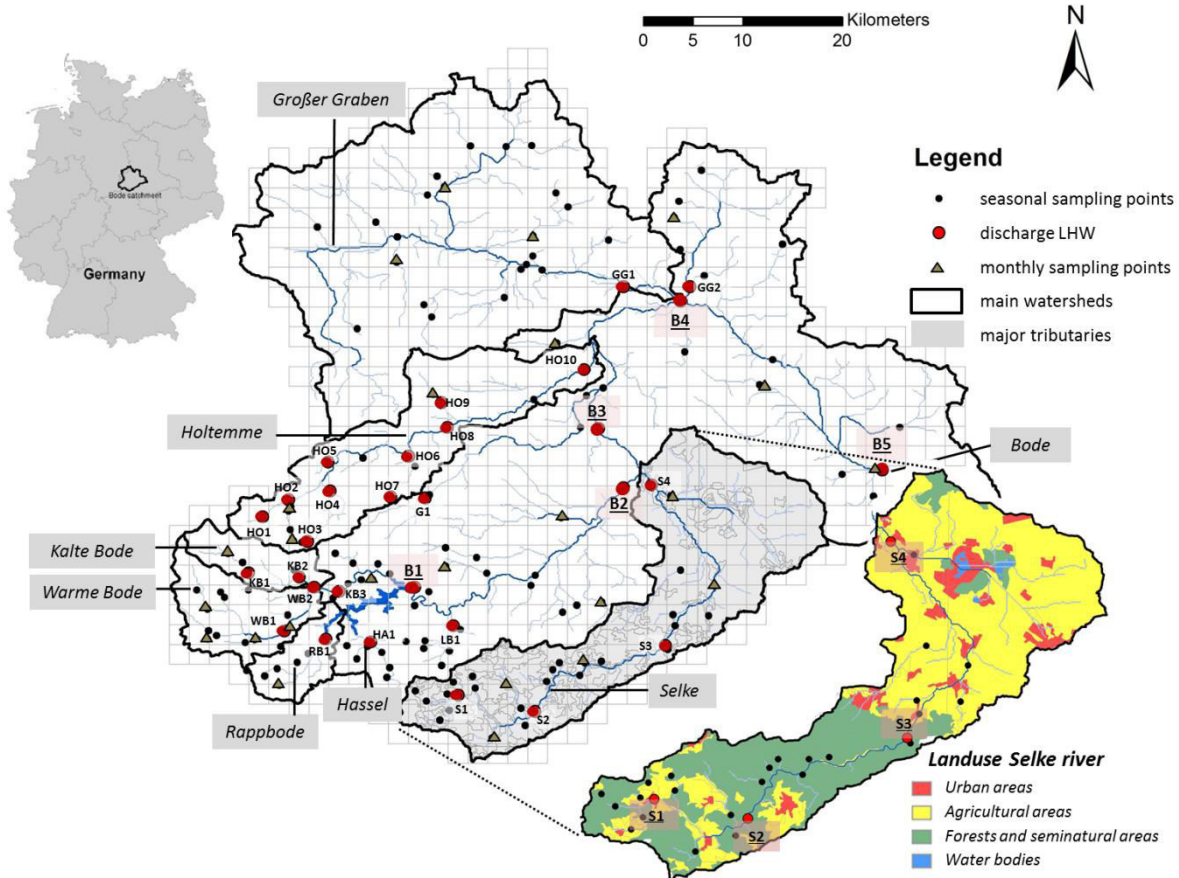 Kilometers
0 5 10 20
N
Großer Graben
Bode catchment
Germany
Legend
seasonal sampling points
discharge LHW
monthly sampling points
main watersheds
major tributaries
GG1
GG2
B4
HO10
HO9
B3
Holtemme
HO8
B5
Bode
HO5
HO6
S4
HO2
HO4
HO7
G1
B2
HO1
HO3
S4
Kalte Bode
KB2
B1
KB1
Warme Bode
WB2
KB3
WB1
LB1
RB1
HA1
S3
Selke
Hassel
S1
S2
S3
Rappbode
Landuse Selke river
Urban areas
S1
Agricultural areas
S2
Forests and seminatural areas
Water bodies